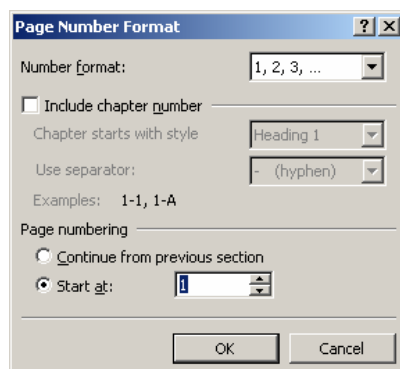 Page Number Format
Number format: 1, 2, 3, ...
Include chapter number
Chapter starts with style Heading 1
Use separator: - (hyphen)
Examples: 1-1, 1-A
Page numbering
Continue from previous section
Start at: 1
OK Cancel